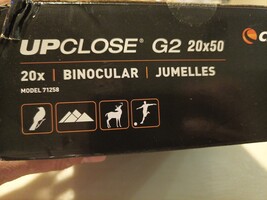 UPCLOSE® G2 20x50
20x | BINOCULAR | JUMELLES
MODEL 71258